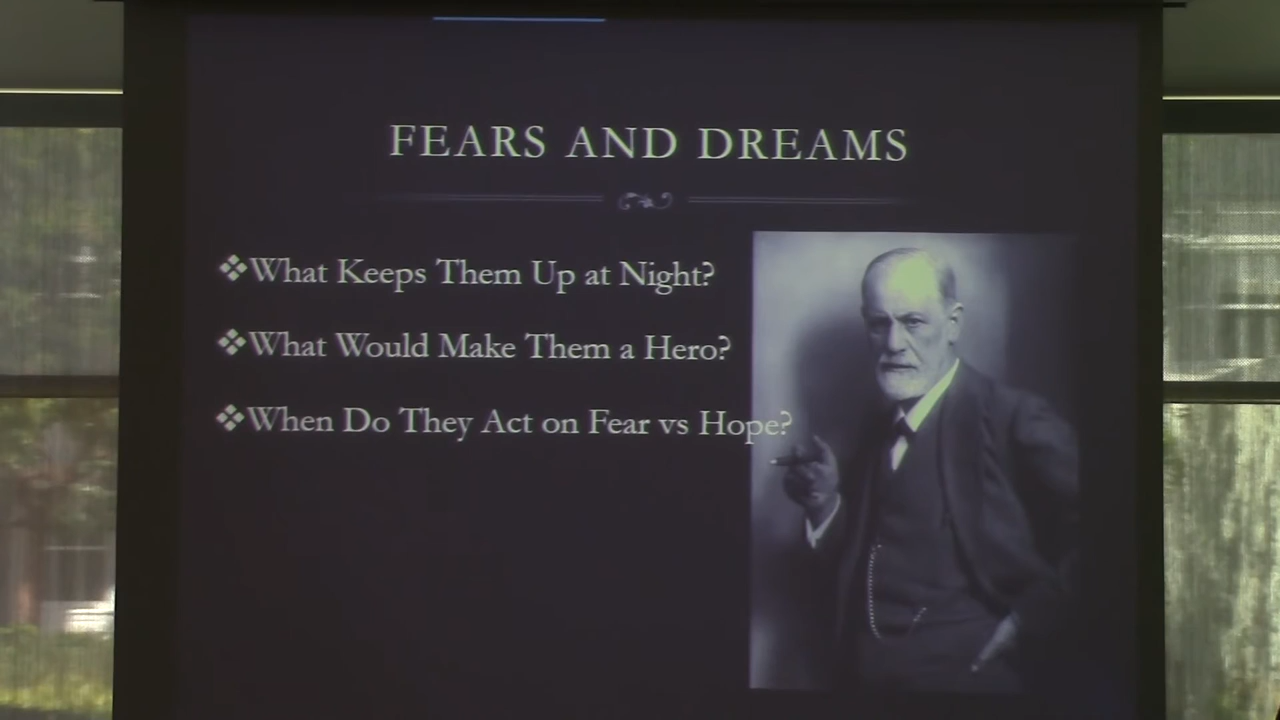 FEARS AND DREAMS
What Keeps Them Up at Night?
What Would Make Them a Hero?
When Do They Act on Fear vs Hope?